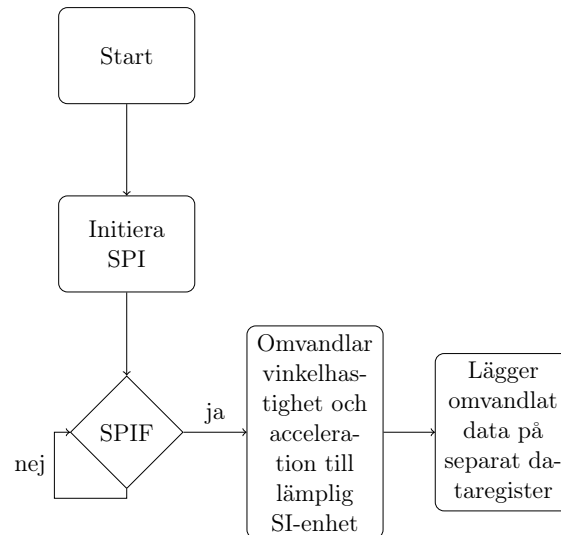 Start
Initiera
SPI
SPIF
nej
ja
Omvandlar
vinkelhas-
tighet och
accelera-
tion till
lämplig
SI-enhet
Lägger
omvandlat
data på
separat da-
taregister